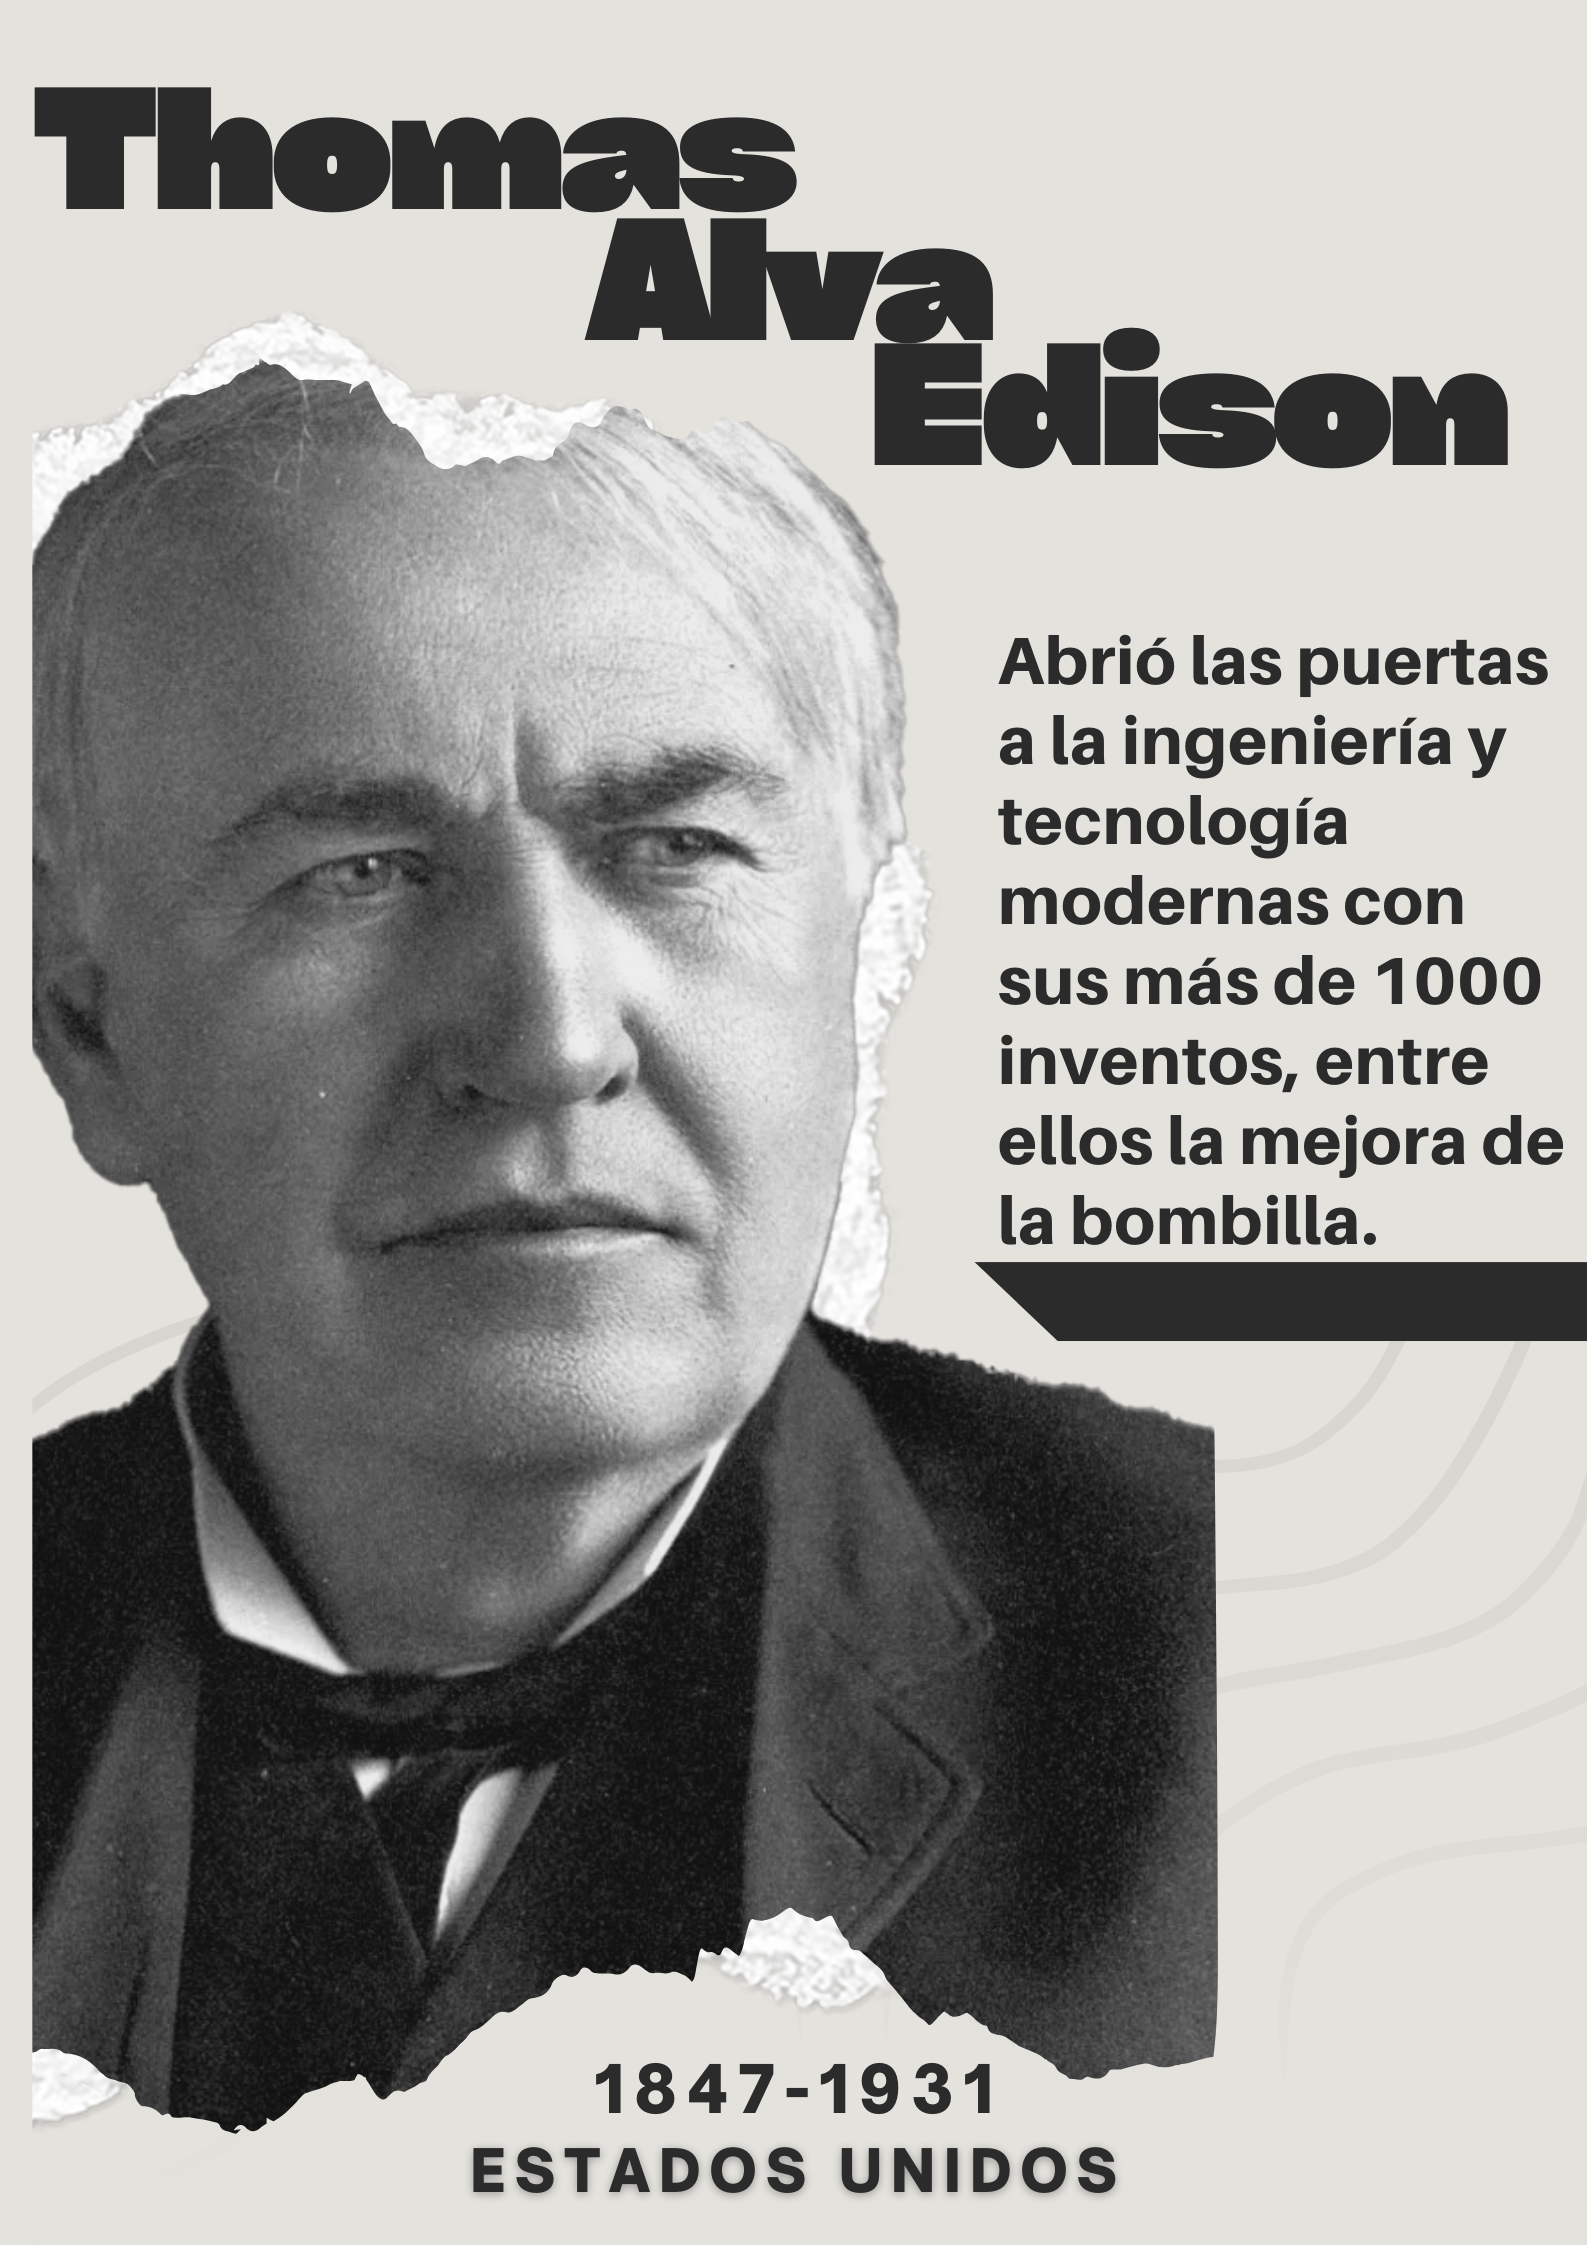 Thomas
Alva
Edison
Abrió las puertas
a la ingeniería y
tecnología
modernas con
sus más de 1000
inventos, entre
ellos la mejora de
la bombilla.
1847-1931
ESTADOS UNIDOS